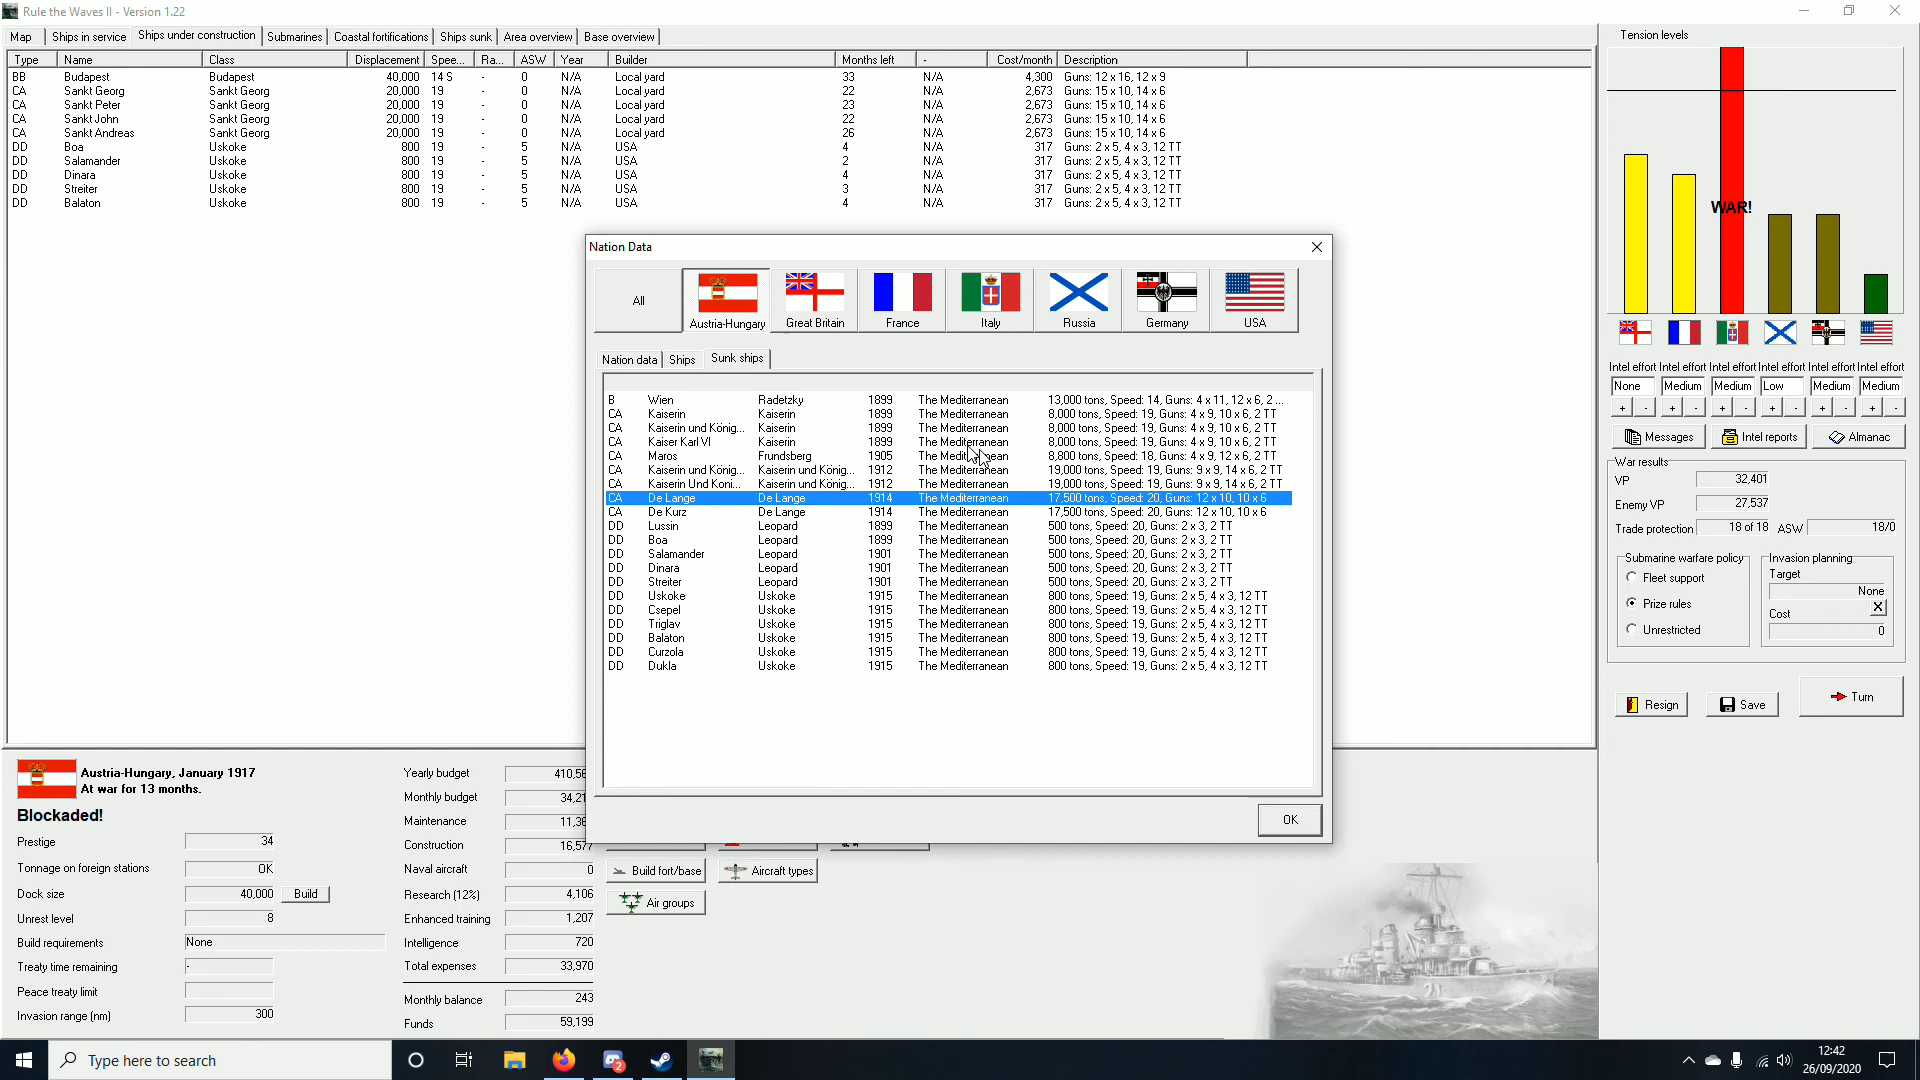 Rule the Waves II - Version 1.22
Map Ships in service Ships under construction Submarines Coastal fortifications Ships sunk Area overview Base overview
Type Name Class Displacement Spee... Ra... ASW Year Builder Months left - Cost/month Description
BB Budapest Budapest 40,000 14 S - 0 N/A Local yard 33 N/A 4,300 Guns: 12 x 16, 12 x 9
CA Sankt Georg Sankt Georg 20,000 19 - 0 N/A Local yard 22 N/A 2,673 Guns: 15 x 10, 14 x 6
CA Sankt Peter Sankt Georg 20,000 19 - 0 N/A Local yard 23 N/A 2,673 Guns: 15 x 10, 14 x 6
CA Sankt John Sankt Georg 20,000 19 - 0 N/A Local yard 22 N/A 2,673 Guns: 15 x 10, 14 x 6
CA Sankt Andreas Sankt Georg 20,000 19 - 0 N/A Local yard 26 N/A 2,673 Guns: 15 x 10, 14 x 6
DD Boa Uskoke 800 19 - 5 N/A USA 4 N/A 317 Guns: 2 x 5, 4 x 3, 12 TT
DD Salamander Uskoke 800 19 - 5 N/A USA 2 N/A 317 Guns: 2 x 5, 4 x 3, 12 TT
DD Dinara Uskoke 800 19 - 5 N/A USA 4 N/A 317 Guns: 2 x 5, 4 x 3, 12 TT
DD Streiter Uskoke 800 19 - 5 N/A USA 3 N/A 317 Guns: 2 x 5, 4 x 3, 12 TT
DD Balaton Uskoke 800 19 - 5 N/A USA 4 N/A 317 Guns: 2 x 5, 4 x 3, 12 TT
Nation Data
All Austria-Hungary Great Britain France Italy Russia Germany USA
Nation data Ships Sunk ships
B Wien Radetzky 1899 The Mediterranean 13,000 tons, Speed: 14, Guns: 4 x 11, 12 x 6, 2 ...
CA Kaiserin Kaiserin 1899 The Mediterranean 8,000 tons, Speed: 19, Guns: 4 x 9, 10 x 6, 2 TT
CA Kaiserin und König... Kaiserin 1899 The Mediterranean 8,000 tons, Speed: 19, Guns: 4 x 9, 10 x 6, 2 TT
CA Kaiser Karl VI Kaiserin 1899 The Mediterranean 8,000 tons, Speed: 19, Guns: 4 x 9, 10 x 6, 2 TT
CA Maros Frundsberg 1905 The Mediterranean 8,800 tons, Speed: 18, Guns: 4 x 9, 12 x 6, 2 TT
CA Kaiserin und König... Kaiserin und König... 1912 The Mediterranean 19,000 tons, Speed: 19, Guns: 9 x 9, 14 x 6, 2 TT
CA Kaiserin Und Koni... Kaiserin und König... 1912 The Mediterranean 19,000 tons, Speed: 19, Guns: 9 x 9, 14 x 6, 2 TT
CA De Lange De Lange 1914 The Mediterranean 17,500 tons, Speed: 20, Guns: 12 x 10, 10 x 6
CA De Kurz De Lange 1914 The Mediterranean 17,500 tons, Speed: 20, Guns: 12 x 10, 10 x 6
DD Lussin Leopard 1899 The Mediterranean 500 tons, Speed: 20, Guns: 2 x 3, 2 TT
DD Boa Leopard 1899 The Mediterranean 500 tons, Speed: 20, Guns: 2 x 3, 2 TT
DD Salamander Leopard 1901 The Mediterranean 500 tons, Speed: 20, Guns: 2 x 3, 2 TT
DD Dinara Leopard 1901 The Mediterranean 500 tons, Speed: 20, Guns: 2 x 3, 2 TT
DD Streiter Leopard 1901 The Mediterranean 500 tons, Speed: 20, Guns: 2 x 3, 2 TT
DD Uskoke Uskoke 1915 The Mediterranean 800 tons, Speed: 19, Guns: 2 x 5, 4 x 3, 12 TT
DD Csepel Uskoke 1915 The Mediterranean 800 tons, Speed: 19, Guns: 2 x 5, 4 x 3, 12 TT
DD Triglav Uskoke 1915 The Mediterranean 800 tons, Speed: 19, Guns: 2 x 5, 4 x 3, 12 TT
DD Balaton Uskoke 1915 The Mediterranean 800 tons, Speed: 19, Guns: 2 x 5, 4 x 3, 12 TT
DD Curzola Uskoke 1915 The Mediterranean 800 tons, Speed: 19, Guns: 2 x 5, 4 x 3, 12 TT
DD Dukla Uskoke 1915 The Mediterranean 800 tons, Speed: 19, Guns: 2 x 5, 4 x 3, 12 TT
OK
Tension levels
WAR!
Intel effort Intel effort Intel effort Intel effort Intel effort Intel effort
None Medium Medium Low Medium Medium
+ - + - + - + - + - + -
Messages Intel reports Almanac
War results
VP 32,401
Enemy VP 27,537
Trade protection 18 of 18 ASW 18/0
Submarine warfare policy
Fleet support
Prize rules
Unrestricted
Invasion planning
Target
None
Cost X
0
Resign Save Turn
Austria-Hungary, January 1917
At war for 13 months.
Blockaded!
Prestige 34
Tonnage on foreign stations OK
Dock size 40,000 Build
Unrest level 8
Build requirements None
Treaty time remaining -
Peace treaty limit
Invasion range (nm) 300
Yearly budget 410,56
Monthly budget 34,21
Maintenance 11,36
Construction 16,577
Naval aircraft 0
Research (12%) 4,106
Enhanced training 1,207
Intelligence 720
Total expenses 33,970
Monthly balance 243
Funds 59,199
Build fort/base Aircraft types
Air groups
Type here to search
2
12:42
26/09/2020